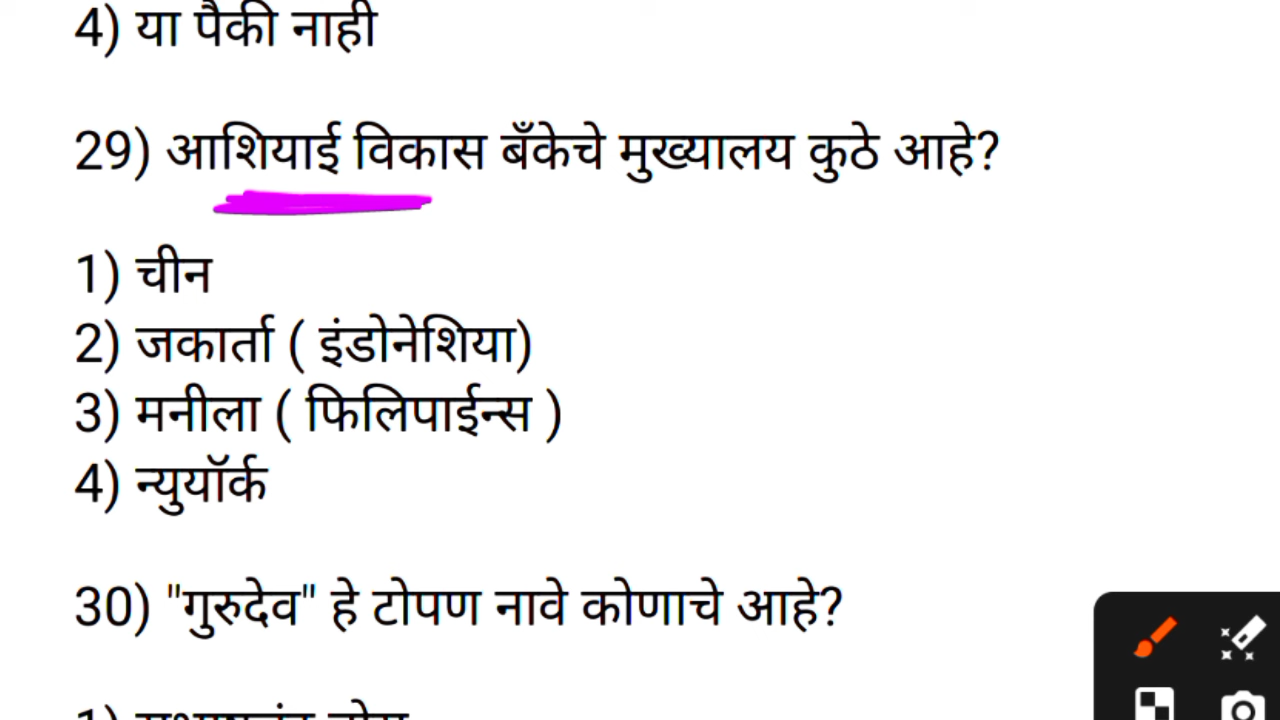 4) या पैकी नाही
29) आशियाई विकास बँकेचे मुख्यालय कुठे आहे?
1) चीन
2) जकार्ता ( इंडोनेशिया)
3) मनीला ( फिलिपाईन्स )
4) न्युयॉर्क
30) "गुरुदेव" हे टोपण नावे कोणाचे आहे?